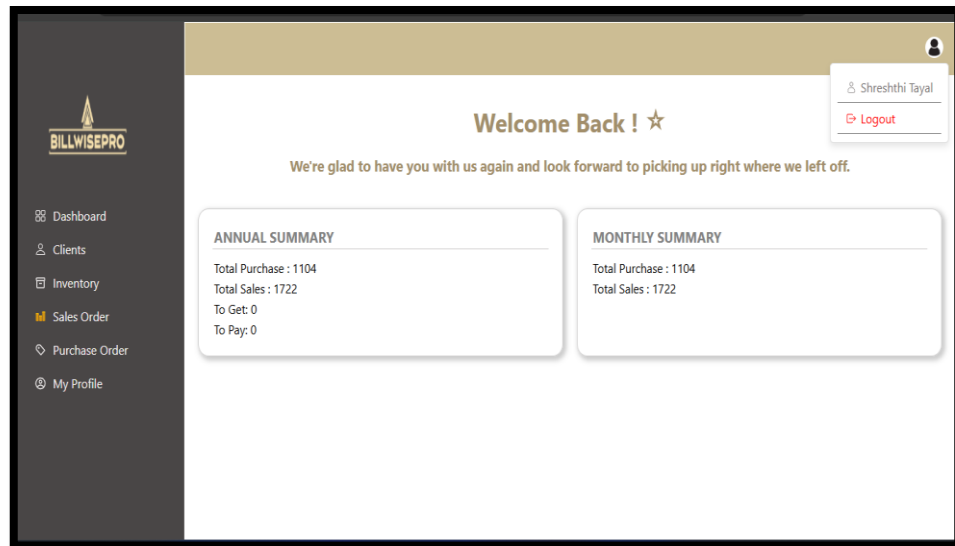 BILLWISEPRO
Dashboard
Clients
Inventory
Sales Order
Purchase Order
My Profile
Shreshthi Tayal
Logout
Welcome Back !
We're glad to have you with us again and look forward to picking up right where we left off.
ANNUAL SUMMARY
Total Purchase : 1104
Total Sales : 1722
To Get: 0
To Pay: 0
MONTHLY SUMMARY
Total Purchase : 1104
Total Sales : 1722